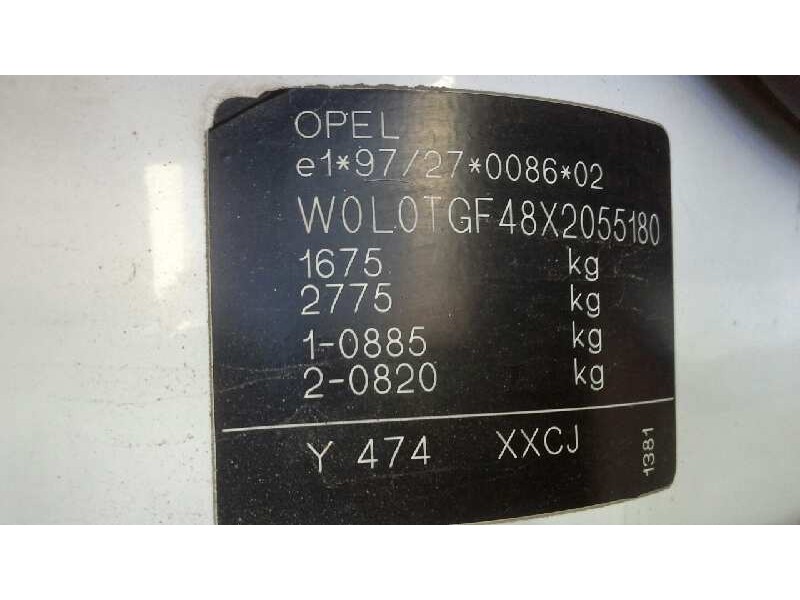 OPEL
e1*97/27*0086*02
W0L0TGF48X2055180
1675 kg
2775 kg
1-0885 kg
2-0820 kg
Y 474 XXCJ
1381